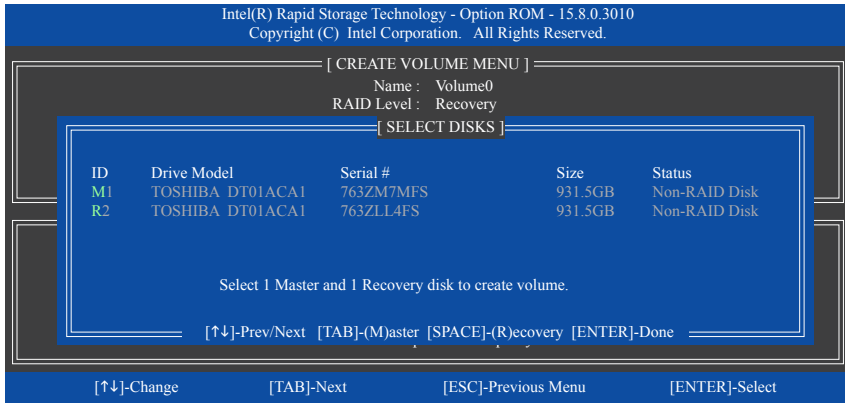 Intel(R) Rapid Storage Technology - Option ROM - 15.8.0.3010
Copyright (C) Intel Corporation. All Rights Reserved.
[ CREATE VOLUME MENU ]
Name : Volume0
RAID Level : Recovery
[ SELECT DISKS ]
ID Drive Model Serial # Size Status
M1 TOSHIBA DT01ACA1 763ZM7MFS 931.5GB Non-RAID Disk
R2 TOSHIBA DT01ACA1 763ZLL4FS 931.5GB Non-RAID Disk
Select 1 Master and 1 Recovery disk to create volume.
[↑↓]-Prev/Next [TAB]-(M)aster [SPACE]-(R)ecovery [ENTER]-Done
[↑↓]-Change [TAB]-Next [ESC]-Previous Menu [ENTER]-Select